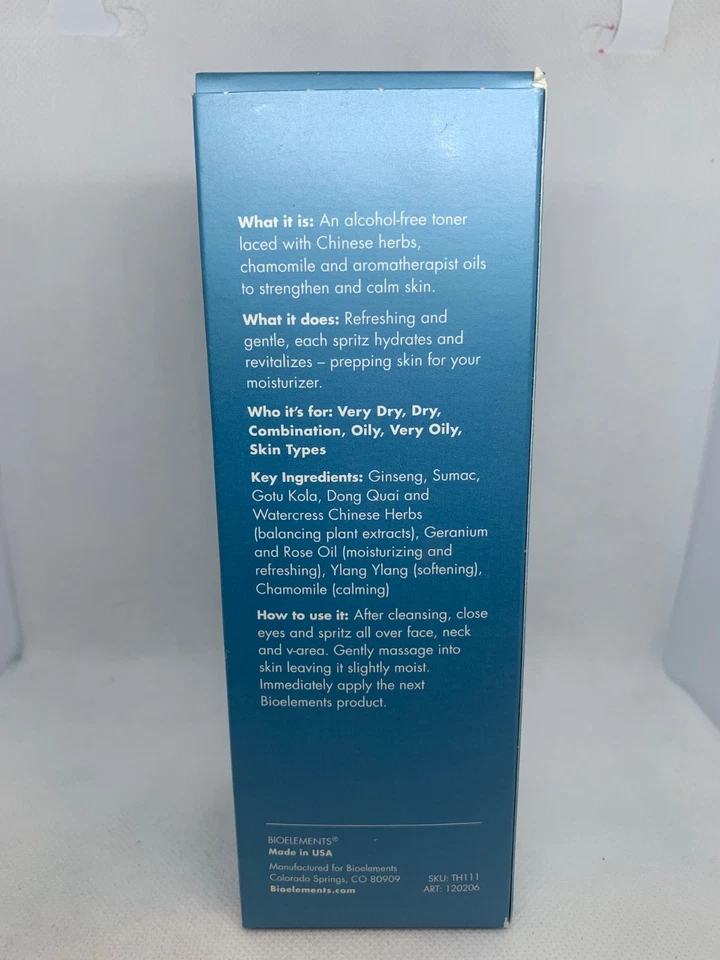 What it is: An alcohol-free toner
laced with Chinese herbs,
chamomile and aromatherapist oils
to strengthen and calm skin.
What it does: Refreshing and
gentle, each spritz hydrates and
revitalizes – prepping skin for your
moisturizer.
Who it's for: Very Dry, Dry,
Combination, Oily, Very Oily,
Skin Types
Key Ingredients: Ginseng, Sumac,
Gotu Kola, Dong Quai and
Watercress Chinese Herbs
(balancing plant extracts), Geranium
and Rose Oil (moisturizing and
refreshing), Ylang Ylang (softening),
Chamomile (calming)
How to use it: After cleansing, close
eyes and spritz all over face, neck
and v-area. Gently massage into
skin leaving it slightly moist.
Immediately apply the next
Bioelements product.
BIOELEMENTS®
Made in USA
Manufactured for Bioelements
Colorado Springs, CO 80909
Bioelements.com
SKU: TH111
ART: 120206